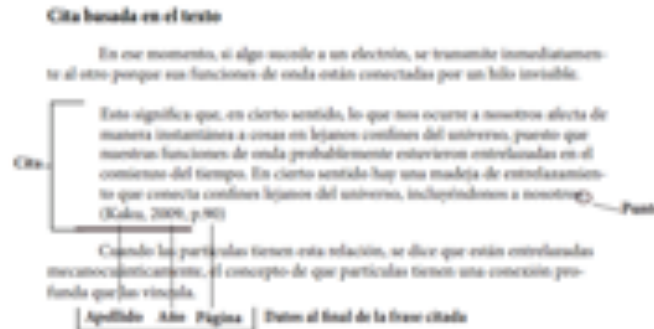 Cita basada en el texto
En ese momento, si algo sucede a un electrón, se transmite inmediatamen-
te al otro porque sus funciones de onda están conectadas por un hilo invisible.
Esto significa que, en cierto sentido, lo que nos ocurre a nosotros afecta de
manera instantánea a cosas en lejanos confines del universo, puesto que
nuestras funciones de onda probablemente estuvieron entrelazadas en el
comienzo del tiempo. En cierto sentido hay una madeja de entrelazamien-
to que conecta confines lejanos del universo, incluyéndonos a nosotros.
(Kaku, 2009, p.90)
Cita
Punt
Cuando las partículas tienen esta relación, se dice que están entrelazadas
mecanocuánticamente, el concepto de que partículas tienen una conexión pro-
funda que las vincula.
Apellido Año Página Datos al final de la frase citada